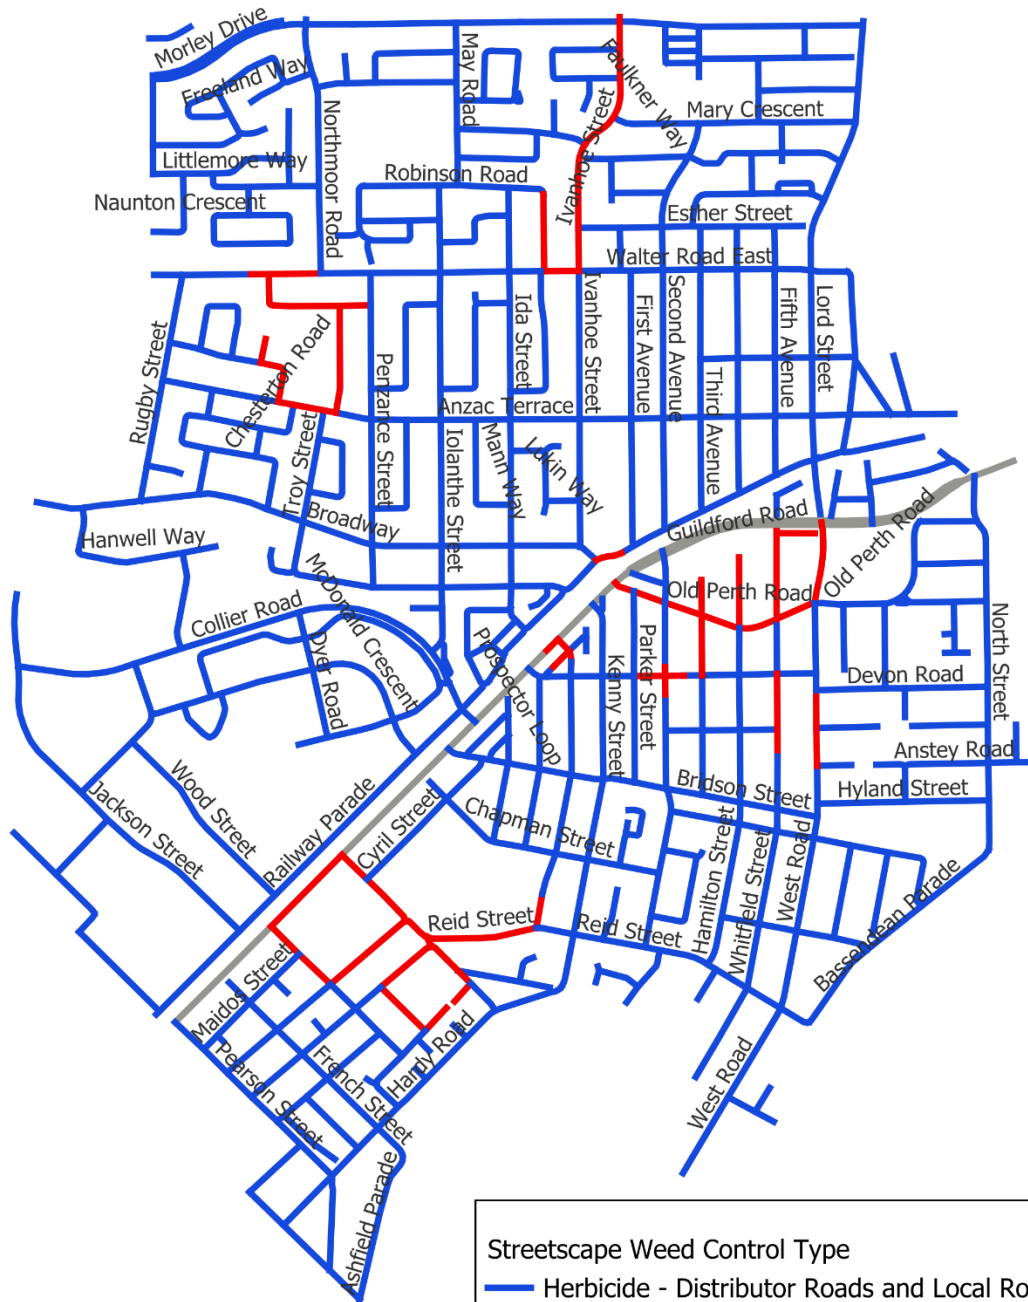 Morley Drive
Freeland Way
May Road
Faulkner Way
Mary Crescent
Northmoor Road
Littlemore Way
Robinson Road
Ivanhoe Street
Naunton Crescent
Esther Street
Walter Road East
Rugby Street
Chesterton Road
Penzance Street
Ida Street
Ivanhoe Street
First Avenue
Second Avenue
Third Avenue
Fifth Avenue
Lord Street
Anzac Terrace
Troy Street
Iolanthe Street
Mann Way
Lukin Way
Broadway
Guildford Road
Hanwell Way
Old Perth Road
Old Perth Road
McDonald Crescent
Collier Road
Dyer Road
Prospector Loop
Kenny Street
Parker Street
North Street
Devon Road
Anstey Road
Hyland Street
Bridson Street
Wood Street
Jackson Street
Railway Parade
Cyril Street
Chapman Street
Hamilton Street
Whitfield Street
West Road
Bassendean Parade
Reid Street
Reid Street
Maidos Street
Pearson Street
French Street
Hardy Road
West Road
Ashfield Parade
Streetscape Weed Control Type
Herbicide - Distributor Roads and Local Ro